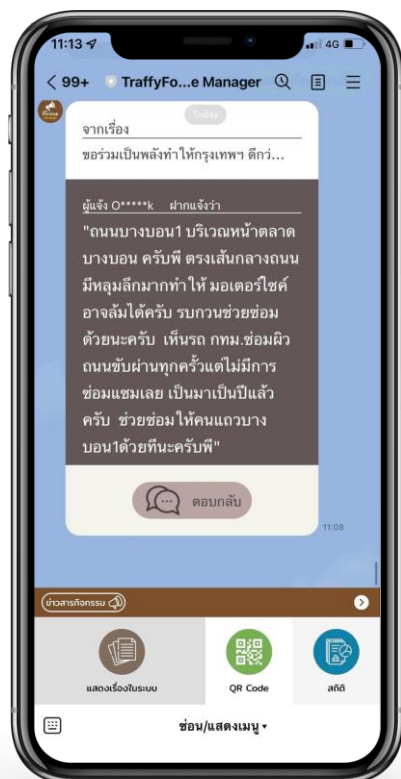 11:13
4G
99+ TraffyFo...e Manager
Today
จากเรื่อง
ขอร่วมเป็นพลังทำให้กรุงเทพฯ ดีกว่...
ผู้แจ้ง O*****k ฝากแจ้งว่า
"ถนนบางบอน1 บริเวณหน้าตลาด
บางบอน ครับพี ตรงเส้นกลางถนน
มีหลุมลึกมากทำให้ มอเตอร์ไซค์
อาจล้มได้ครับ รบกวนช่วยซ่อม
ด้วยนะครับ เห็นรถ กทม.ซ่อมผิว
ถนนขับผ่านทุกครั้วแต่ไม่มีการ
ซ่อมแซมเลย เป็นมาเป็นปีแล้ว
ครับ ช่วยซ่อมให้คนแถวบาง
บอน1ด้วยทีนะครับพี"
ตอบกลับ
11:08
ข่าวสารกิจกรรม
แสดงเรื่องในระบบ
QR Code
สถิติ
ซ่อน/แสดงเมนู